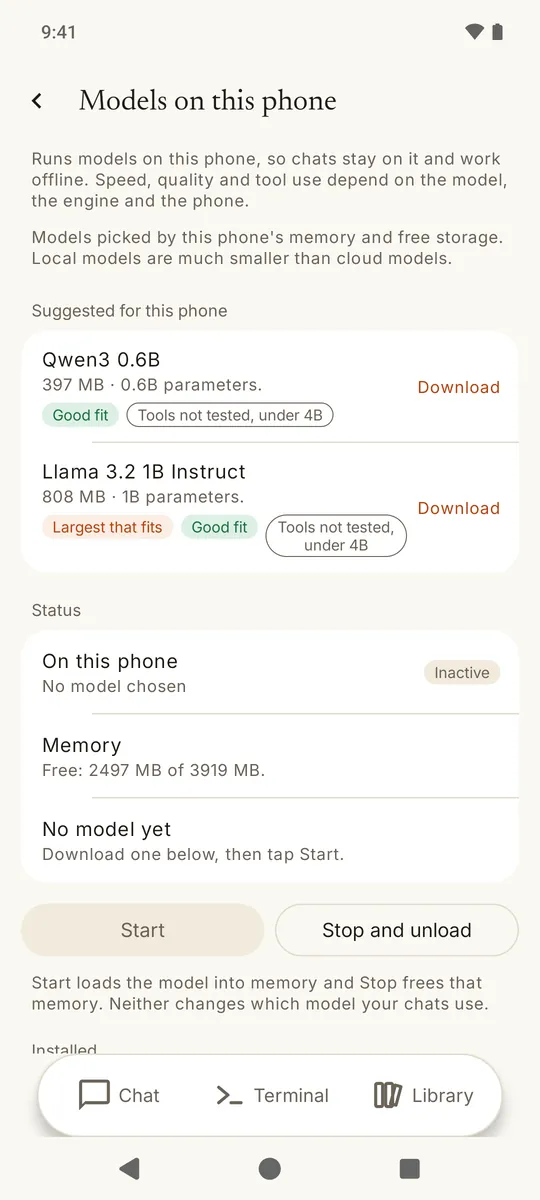 9:41
Models on this phone
Runs models on this phone, so chats stay on it and work
offline. Speed, quality and tool use depend on the model,
the engine and the phone.
Models picked by this phone's memory and free storage.
Local models are much smaller than cloud models.
Suggested for this phone
Qwen3 0.6B
397 MB · 0.6B parameters.
Good fit
Tools not tested, under 4B
Download
Llama 3.2 1B Instruct
808 MB · 1B parameters.
Largest that fits
Good fit
Tools not tested,
under 4B
Download
Status
On this phone
No model chosen
Inactive
Memory
Free: 2497 MB of 3919 MB.
No model yet
Download one below, then tap Start.
Start
Stop and unload
Start loads the model into memory and Stop frees that
memory. Neither changes which model your chats use.
Installed
Chat
Terminal
Library